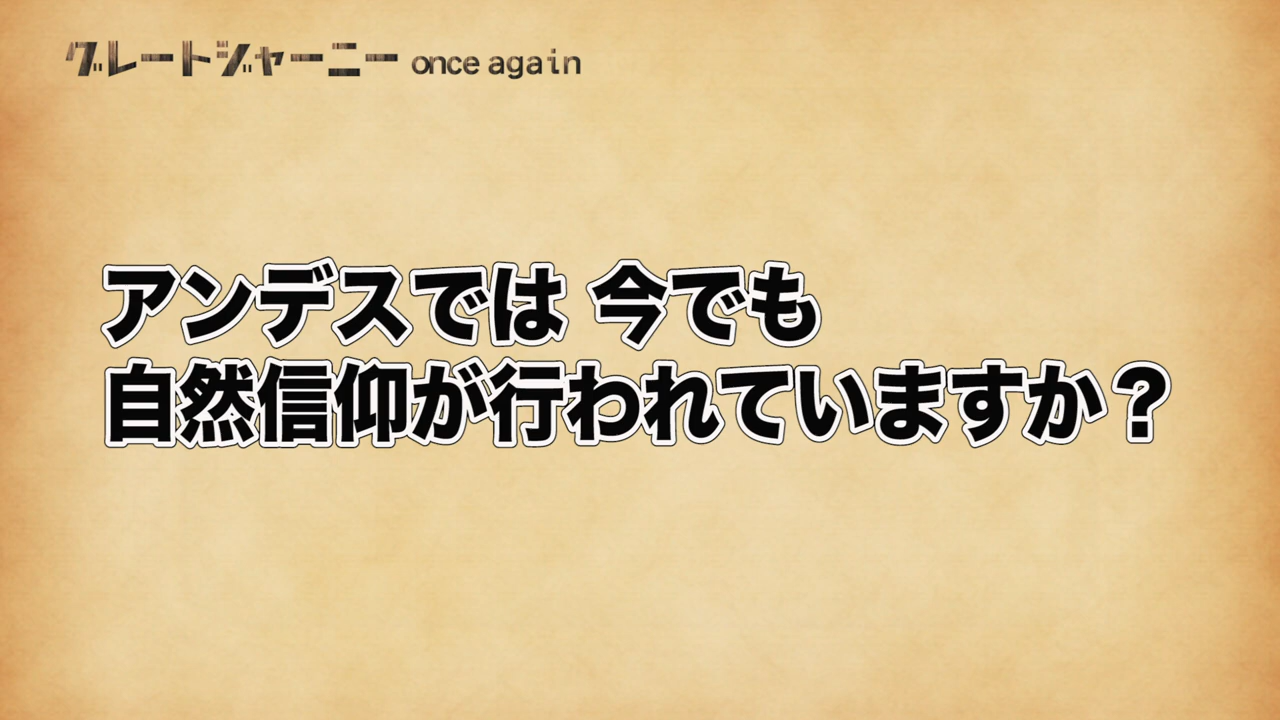 グレートジャーニー once again
アンデスでは 今でも
自然信仰が行われていますか？